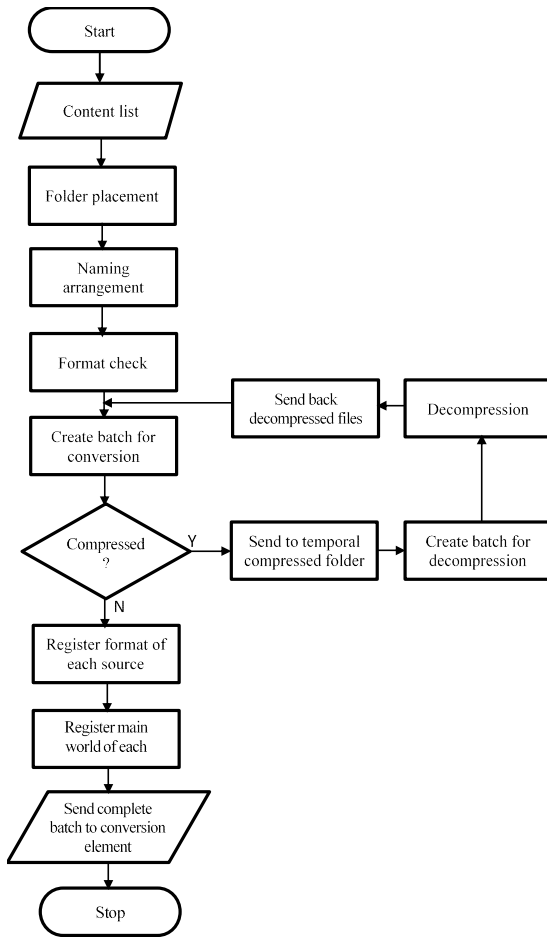 Start
Content list
Folder placement
Naming
arrangement
Format check
Send back
decompressed files
Decompression
Create batch for
conversion
Compressed
?
Y
Send to temporal
compressed folder
Create batch for
decompression
N
Register format of
each source
Register main
world of each
Send complete
batch to conversion
element
Stop